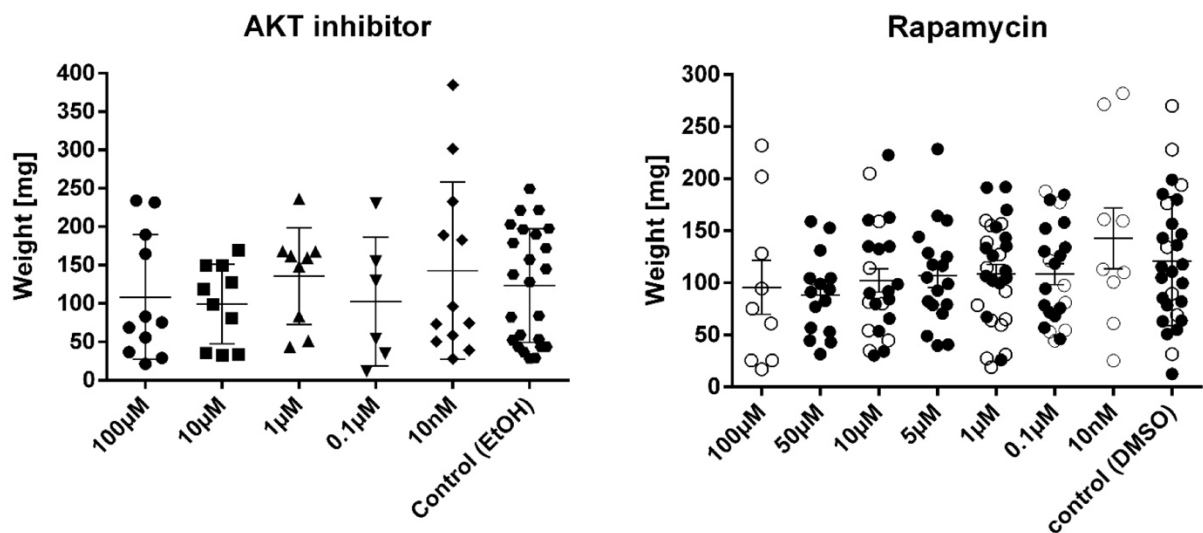 AKT inhibitor
Weight [mg]
400
350
300
250
200
150
100
50
0
100µM
10µM
1µM
0.1µM
10nM
Control (EtOH)
Rapamycin
Weight [mg]
300
250
200
150
100
50
0
100µM
50µM
10µM
5µM
1µM
0.1µM
10nM
control (DMSO)